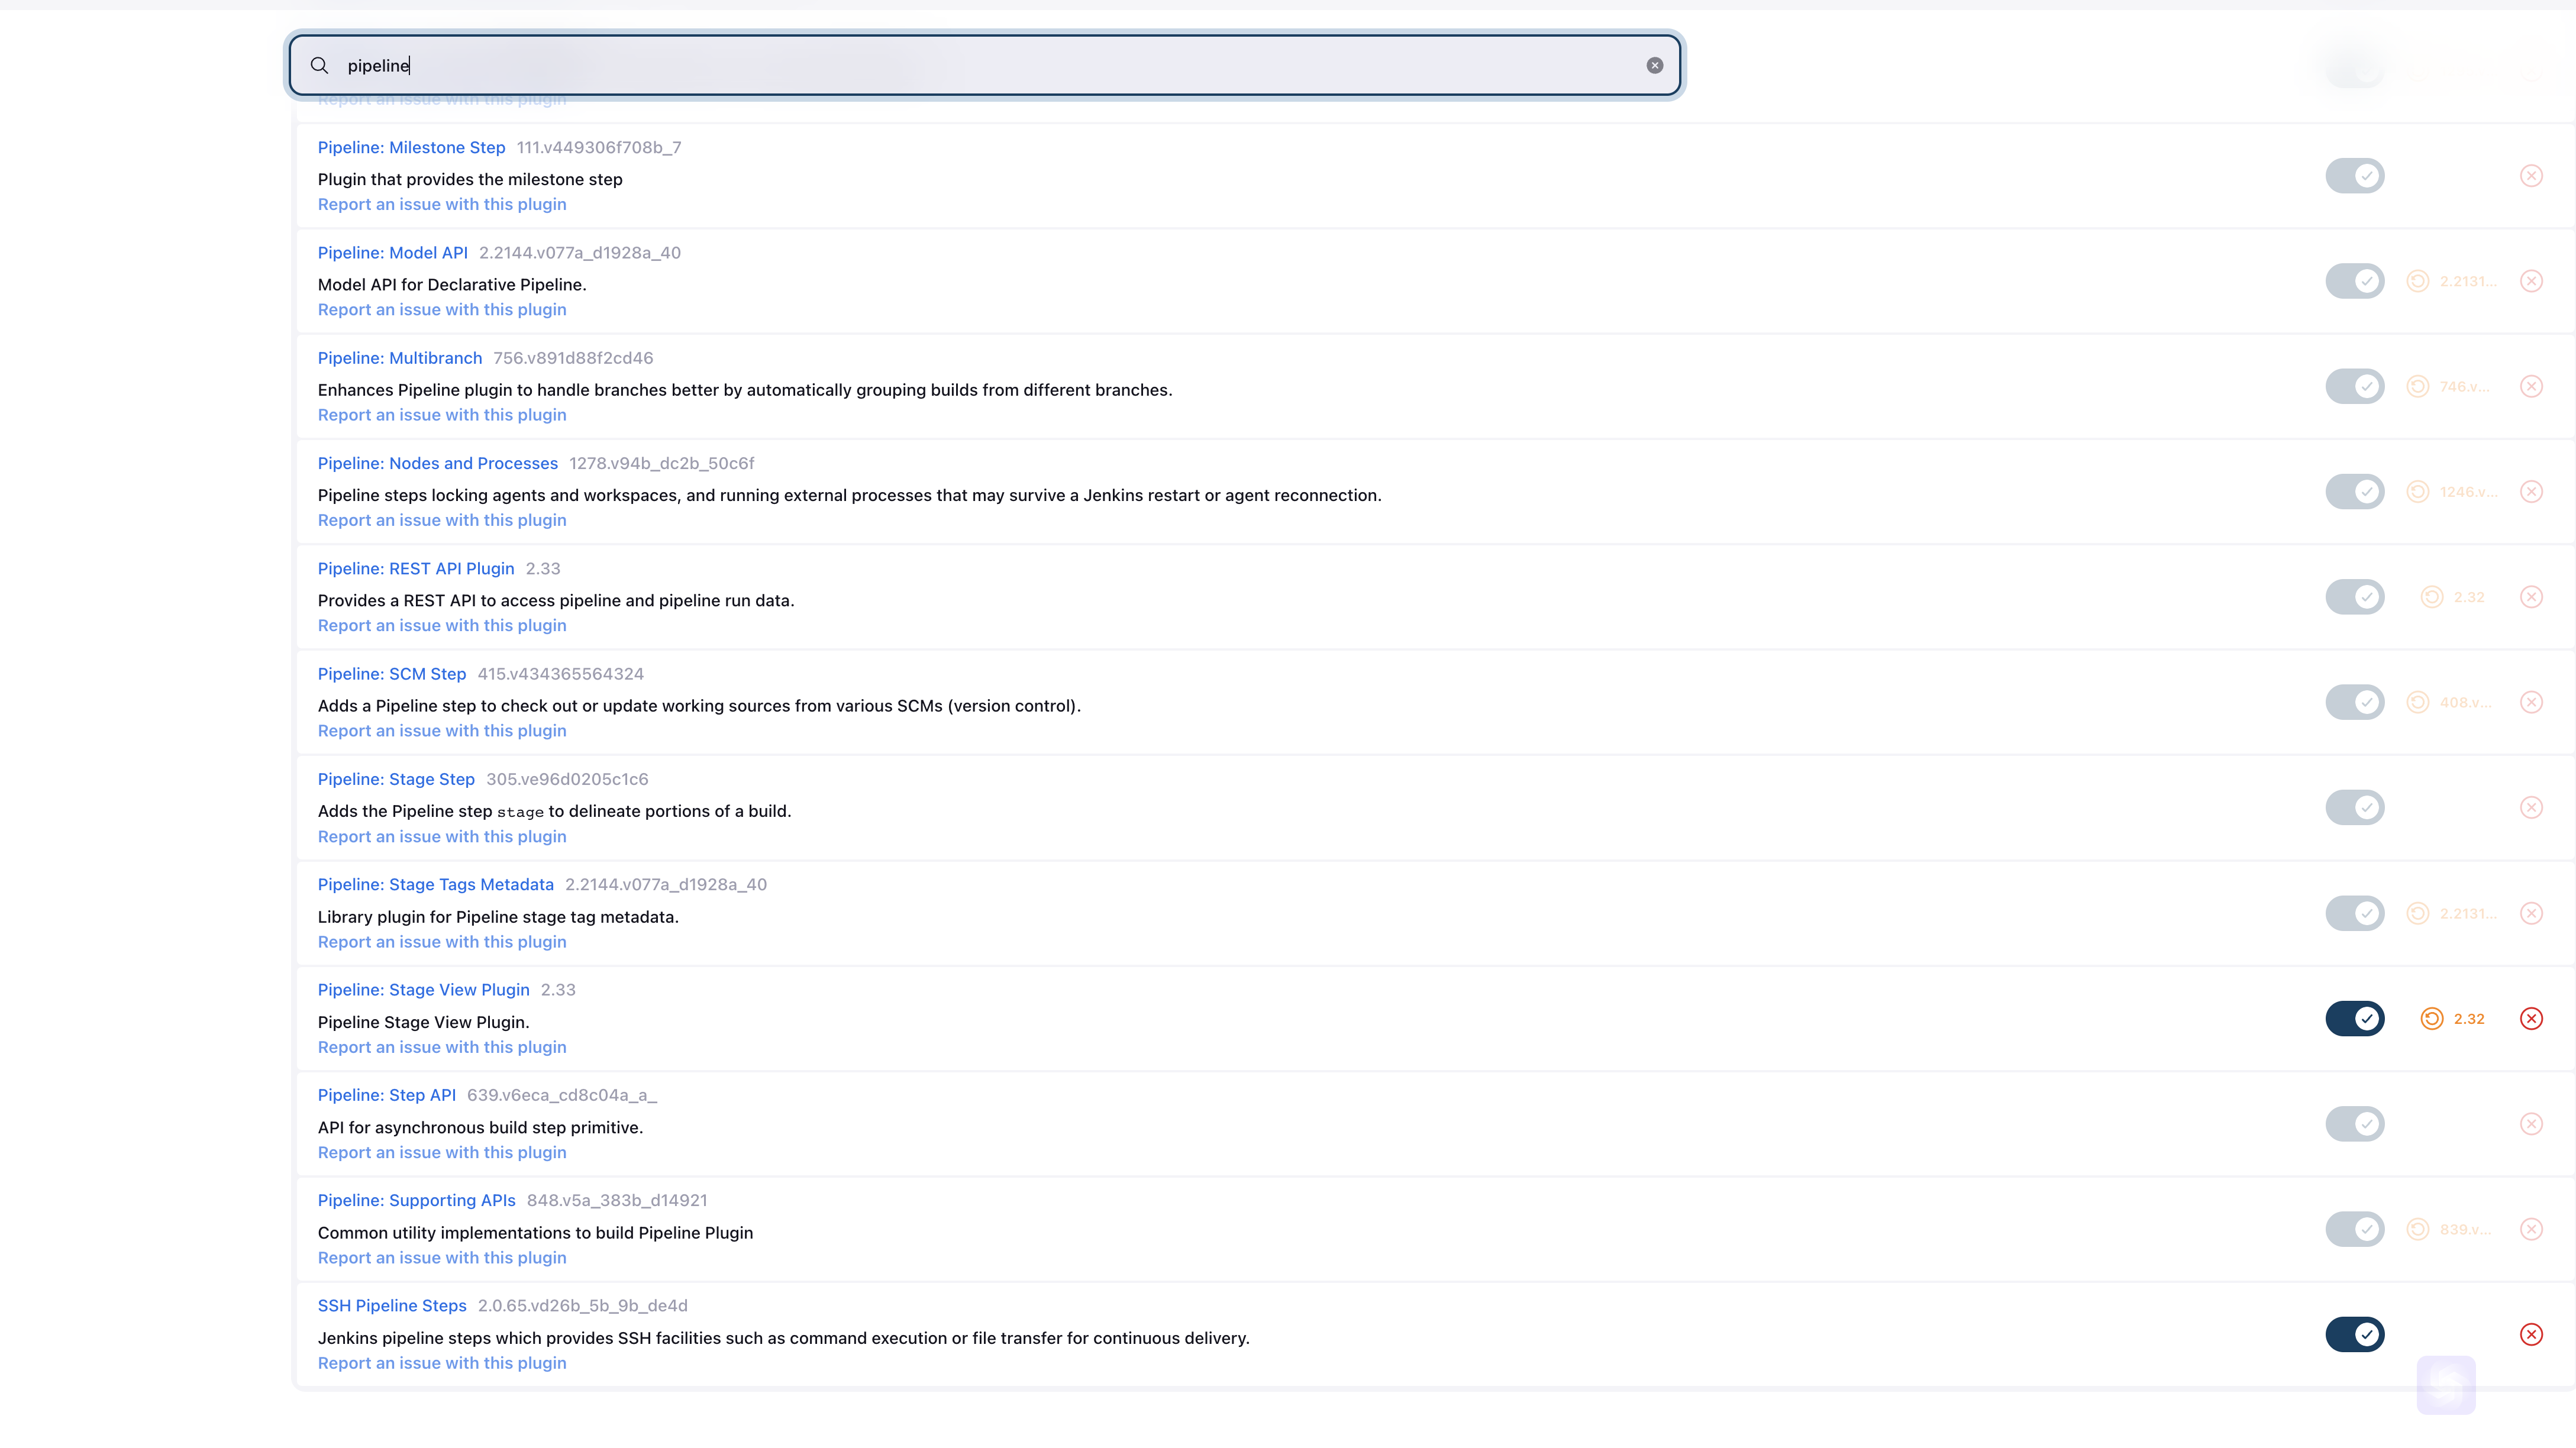 pipeline
Report an issue with this plugin
Pipeline: Milestone Step 111.v449306f708b_7
Plugin that provides the milestone step
Report an issue with this plugin
Pipeline: Model API 2.2144.v077a_d1928a_40
Model API for Declarative Pipeline.
2.2131...
Report an issue with this plugin
Pipeline: Multibranch 756.v891d88f2cd46
Enhances Pipeline plugin to handle branches better by automatically grouping builds from different branches.
746.v...
Report an issue with this plugin
Pipeline: Nodes and Processes 1278.v94b_dc2b_50c6f
Pipeline steps locking agents and workspaces, and running external processes that may survive a Jenkins restart or agent reconnection.
1246.v...
Report an issue with this plugin
Pipeline: REST API Plugin 2.33
Provides a REST API to access pipeline and pipeline run data.
2.32
Report an issue with this plugin
Pipeline: SCM Step 415.v434365564324
Adds a Pipeline step to check out or update working sources from various SCMs (version control).
408.v...
Report an issue with this plugin
Pipeline: Stage Step 305.ve96d0205c1c6
Adds the Pipeline step stage to delineate portions of a build.
Report an issue with this plugin
Pipeline: Stage Tags Metadata 2.2144.v077a_d1928a_40
Library plugin for Pipeline stage tag metadata.
2.2131...
Report an issue with this plugin
Pipeline: Stage View Plugin 2.33
Pipeline Stage View Plugin.
2.32
Report an issue with this plugin
Pipeline: Step API 639.v6eca_cd8c04a_a_
API for asynchronous build step primitive.
Report an issue with this plugin
Pipeline: Supporting APIs 848.v5a_383b_d14921
Common utility implementations to build Pipeline Plugin
839.v...
Report an issue with this plugin
SSH Pipeline Steps 2.0.65.vd26b_5b_9b_de4d
Jenkins pipeline steps which provides SSH facilities such as command execution or file transfer for continuous delivery.
Report an issue with this plugin